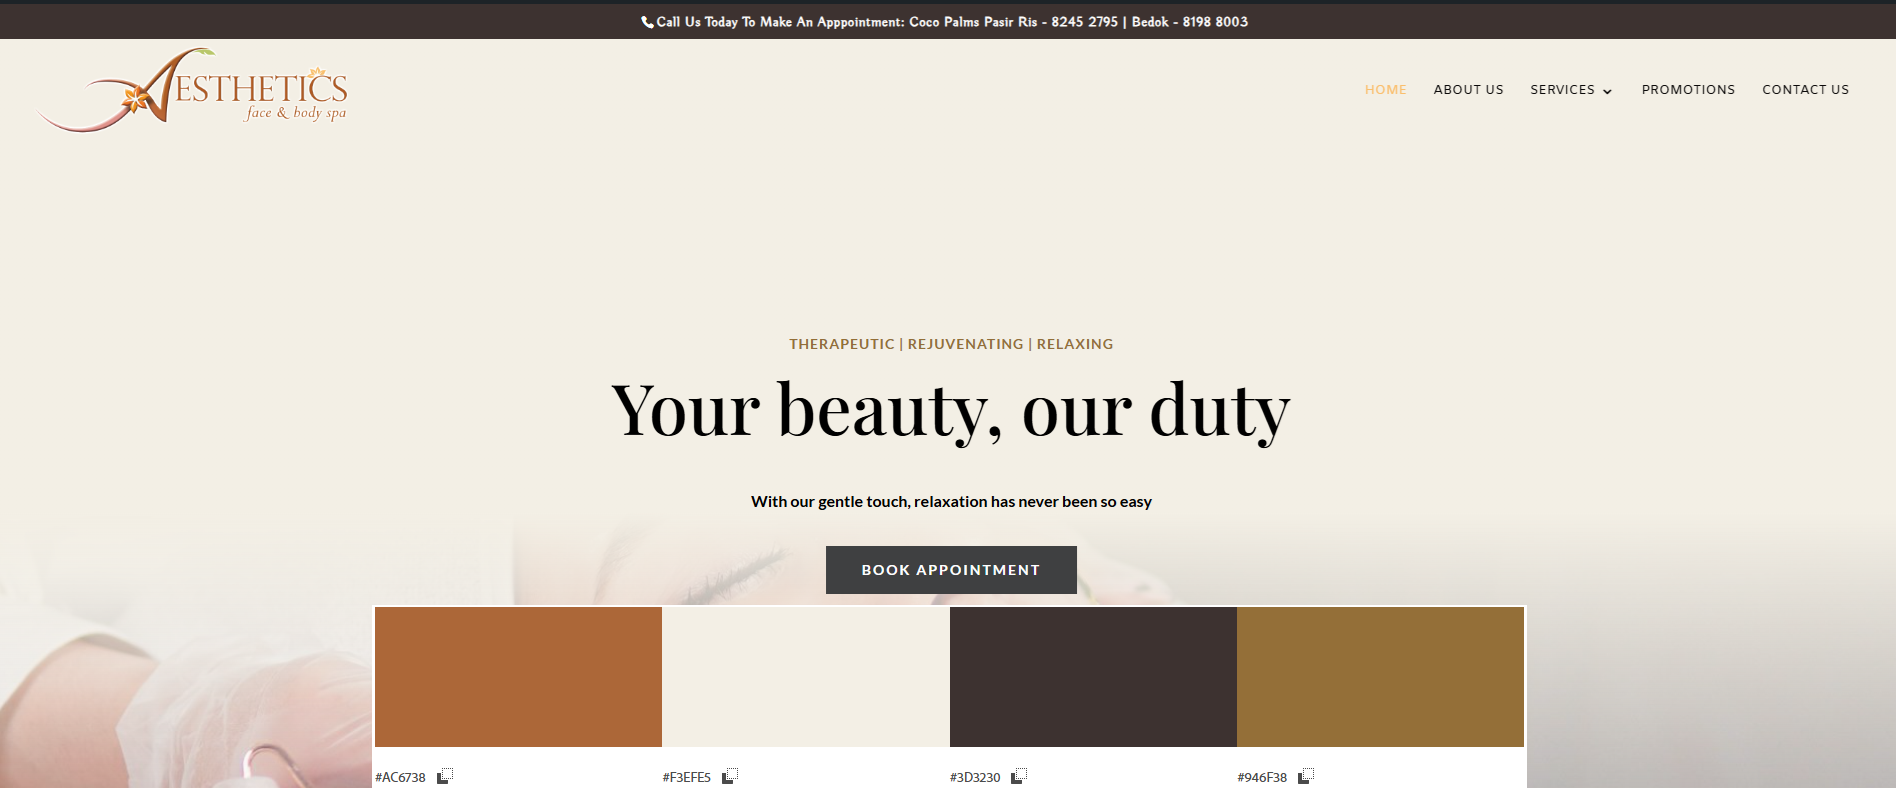 Call Us Today To Make An Apppointment: Coco Palms Pasir Ris - 8245 2795 | Bedok - 8198 8003
AESTHETICS
face & body spa
HOME ABOUT US SERVICES PROMOTIONS CONTACT US
THERAPEUTIC | REJUVENATING | RELAXING
Your beauty, our duty
With our gentle touch, relaxation has never been so easy
BOOK APPOINTMENT
#AC6738 #F3EFE5 #3D3230 #946F38